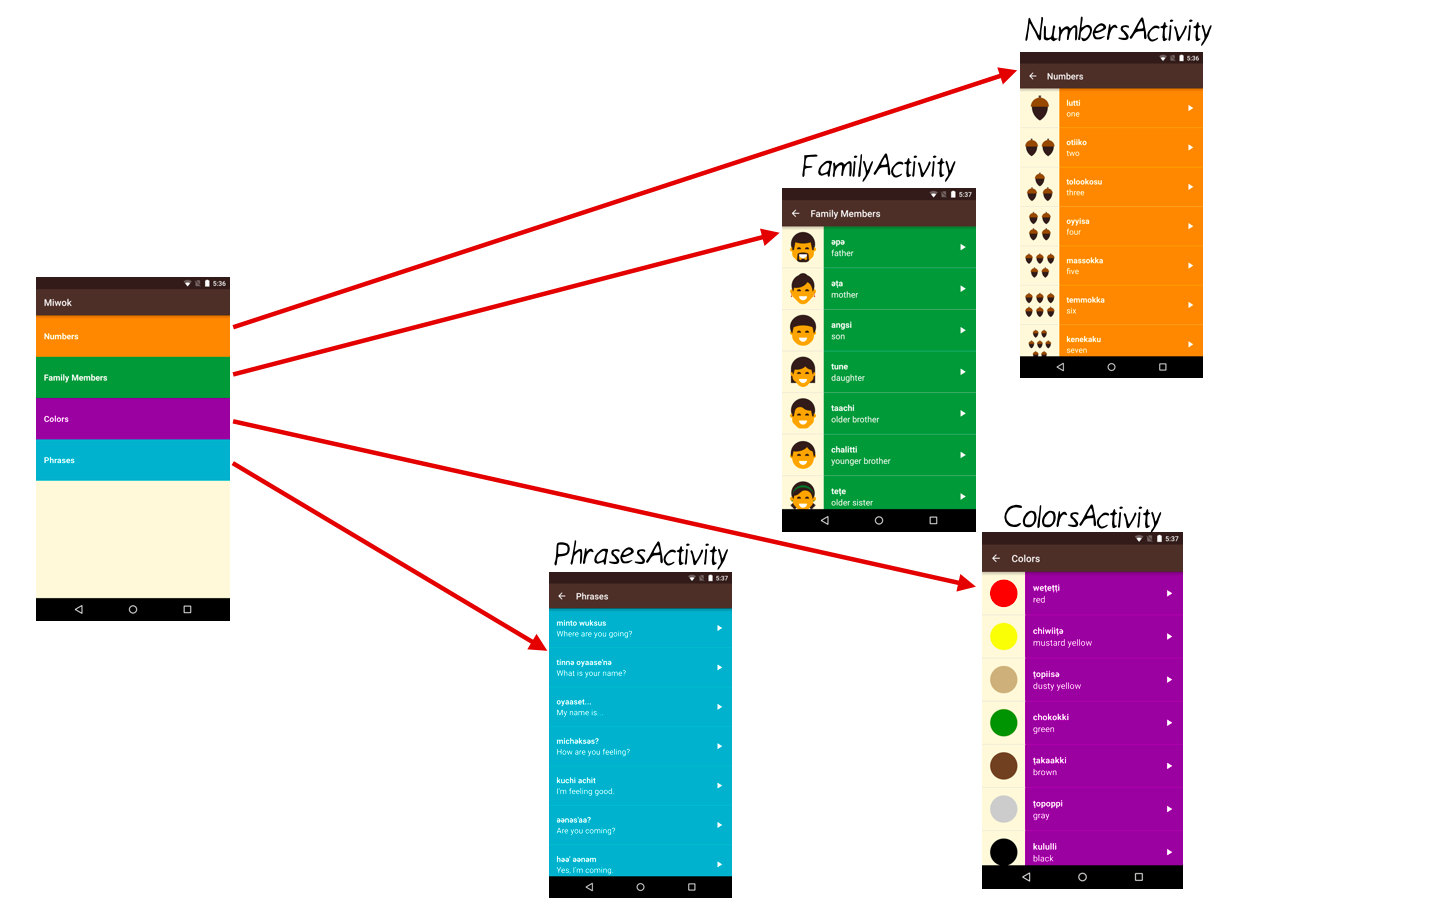 5:36
Miwok
Numbers
Family Members
Colors
Phrases
NumbersActivity
5:36
Numbers
lutti
one
otiiko
two
tolookosu
three
oyyisa
four
massokka
five
temmokka
six
kenekaku
seven
FamilyActivity
5:37
Family Members
əpə
father
əṭa
mother
angsi
son
tune
daughter
taachi
older brother
chalitti
younger brother
teṭe
older sister
PhrasesActivity
5:37
Phrases
minto wuksus
Where are you going?
tinnə oyaase'nə
What is your name?
oyaaset...
My name is...
michəksəs?
How are you feeling?
kuchi achit
I'm feeling good.
əənəs'aa?
Are you coming?
həə' əənəm
Yes, I'm coming.
ColorsActivity
5:37
Colors
weṭeṭṭi
red
chiwiiṭə
mustard yellow
ṭopiisə
dusty yellow
chokokki
green
ṭakaakki
brown
ṭopoppi
gray
kululli
black